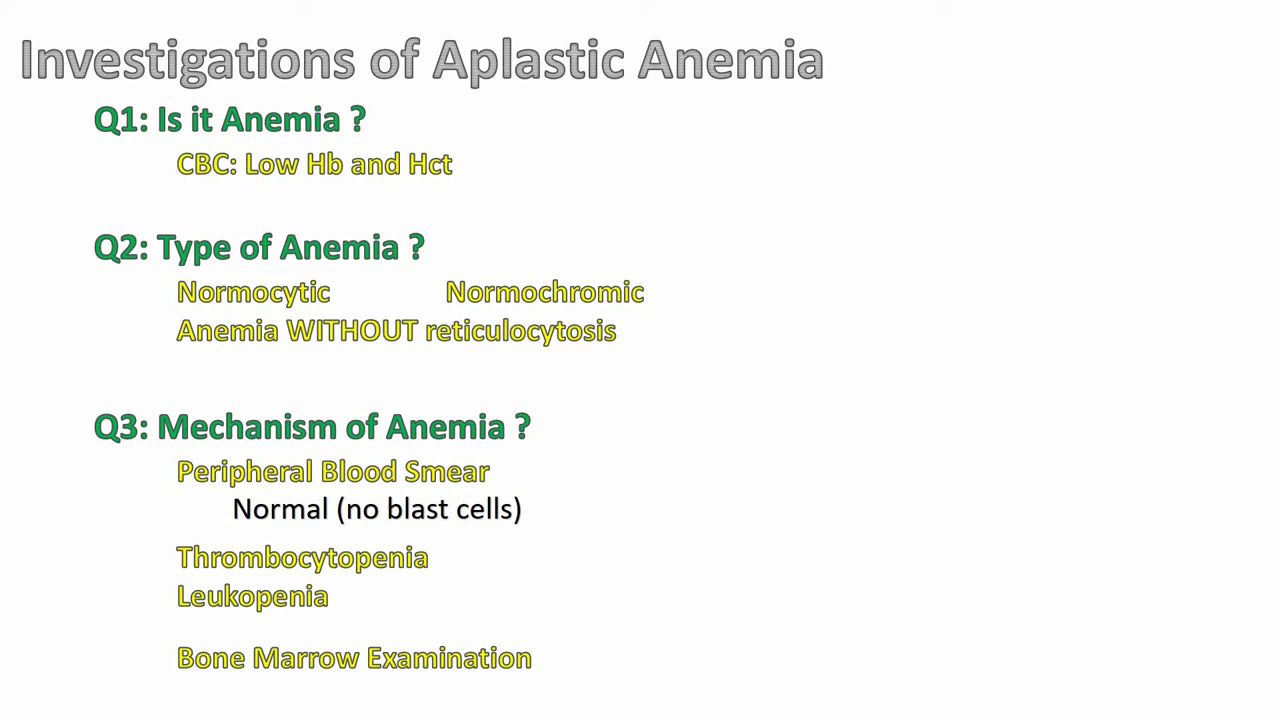 Investigations of Aplastic Anemia
Q1: Is it Anemia ?
CBC: Low Hb and Hct
Q2: Type of Anemia ?
Normocytic Normochromic
Anemia WITHOUT reticulocytosis
Q3: Mechanism of Anemia ?
Peripheral Blood Smear
Normal (no blast cells)
Thrombocytopenia
Leukopenia
Bone Marrow Examination